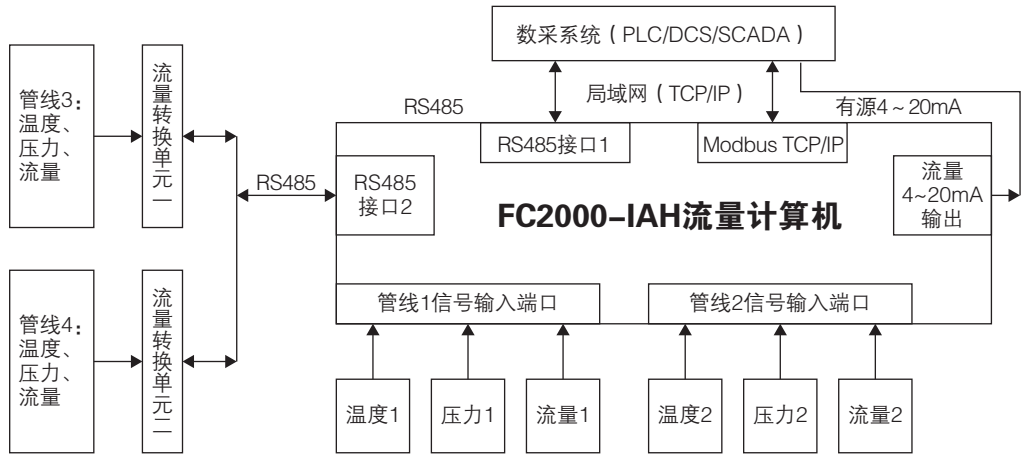 数采系统（PLC/DCS/SCADA）
局域网（TCP/IP）
RS485
有源4~20mA
RS485接口1
Modbus TCP/IP
管线3：
温度、
压力、
流量
流量转换单元一
RS485
RS485
接口2
FC2000-IAH流量计算机
流量
4~20mA
输出
管线4：
温度、
压力、
流量
流量转换单元二
管线1信号输入端口
管线2信号输入端口
温度1
压力1
流量1
温度2
压力2
流量2